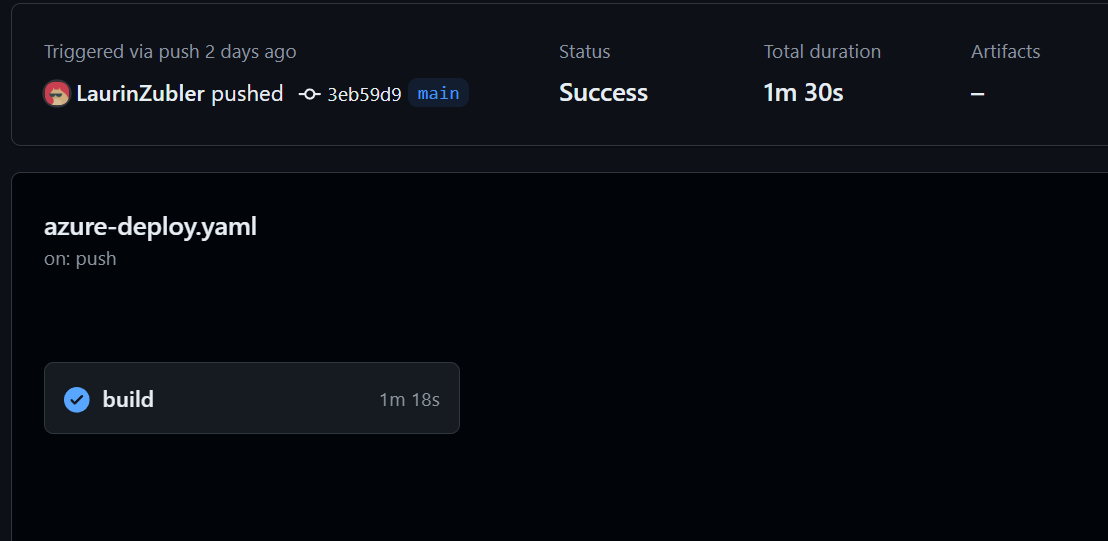 Triggered via push 2 days ago
LaurinZubler pushed 3eb59d9 main
Status
Success
Total duration
1m 30s
Artifacts
–
azure-deploy.yaml
on: push
build 1m 18s